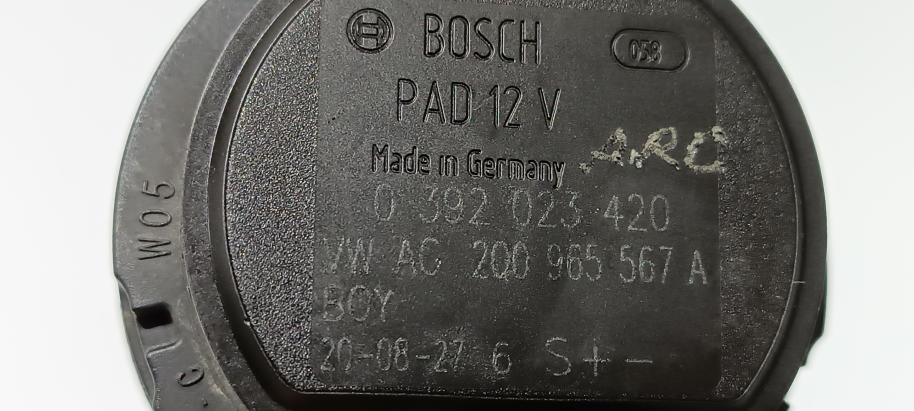 BOSCH 058
PAD 12 V
Made in Germany
ARC
0 392 023 420
VW AG 2Q0 965 567 A
BOY
20-08-27 6 S + -
W05
C